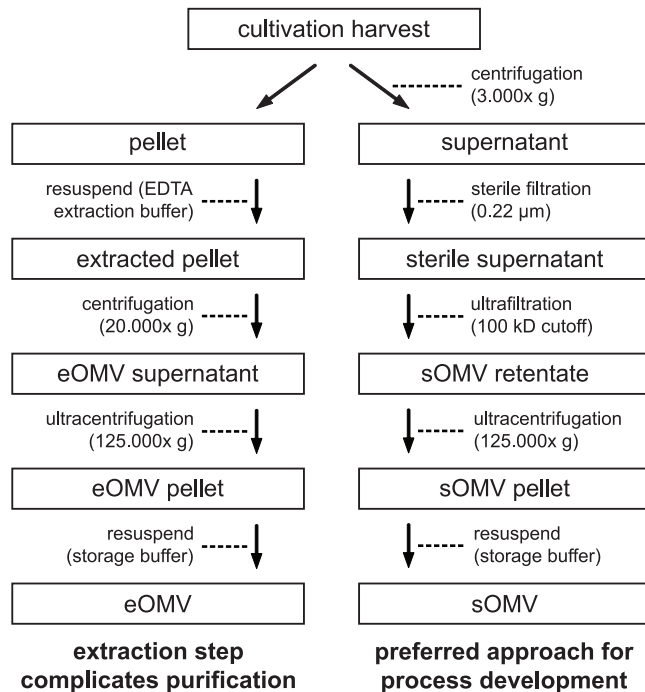 cultivation harvest
centrifugation
(3.000x g)
pellet
supernatant
resuspend (EDTA
extraction buffer)
sterile filtration
(0.22 µm)
extracted pellet
sterile supernatant
centrifugation
(20.000x g)
ultrafiltration
(100 kD cutoff)
eOMV supernatant
sOMV retentate
ultracentrifugation
(125.000x g)
ultracentrifugation
(125.000x g)
eOMV pellet
sOMV pellet
resuspend
(storage buffer)
resuspend
(storage buffer)
eOMV
sOMV
extraction step
complicates purification
preferred approach for
process development